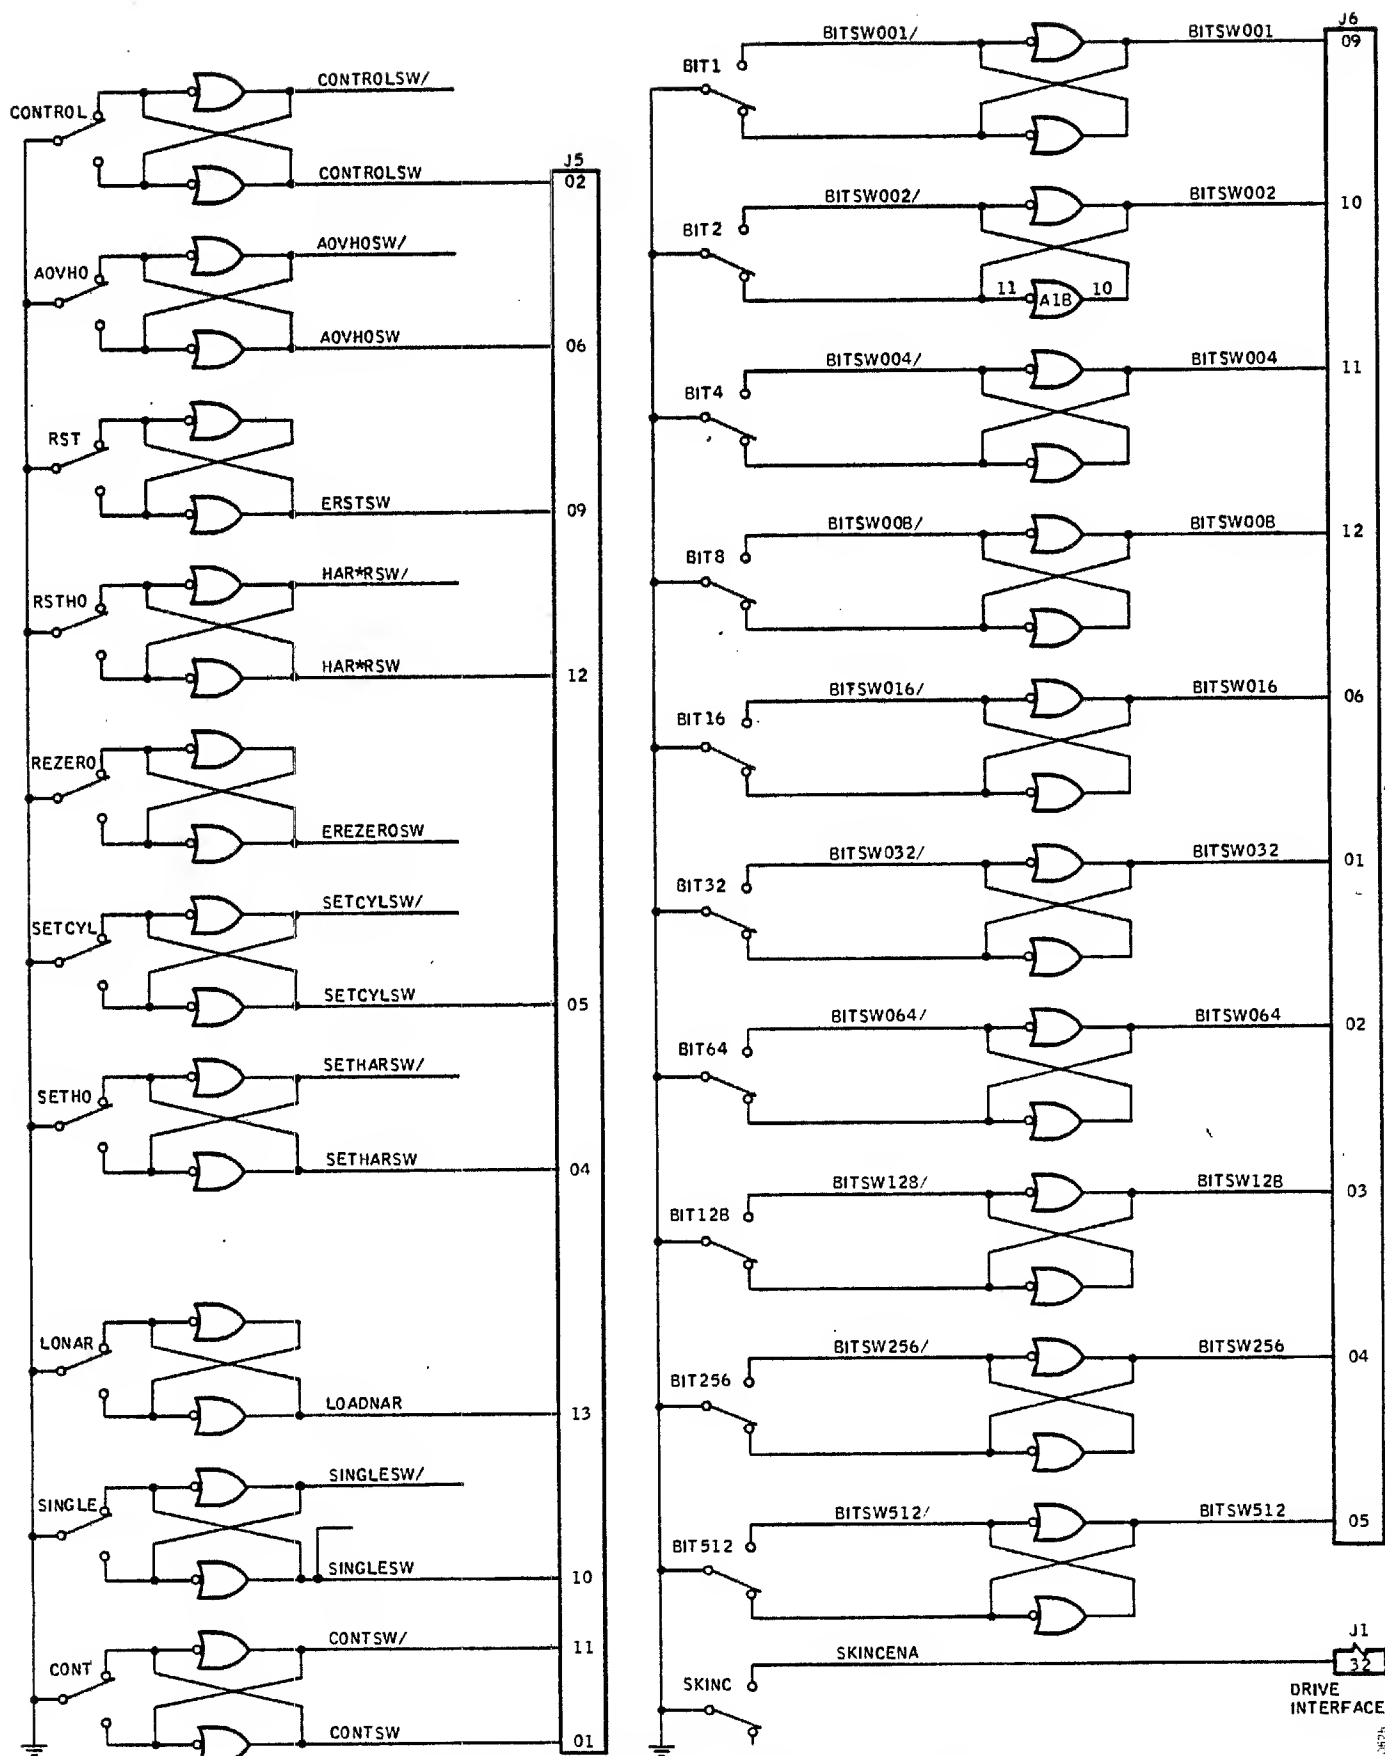 CONTROL
CONTROLSW/
CONTROLSW
J5
02
AOVHO
AOVHOSW/
AOVHOSW
06
RST
ERSTSW
09
RSTHO
HAR*RSW/
HAR*RSW
12
REZERO
EREZEROSW
SETCYL
SETCYLSW/
SETCYLSW
05
SETHO
SETHARSW/
SETHARSW
04
LONAR
LOADNAR
13
SINGLE
SINGLESW/
SINGLESW
10
CONT
CONTSW/
11
CONTSW
01
J6
BIT1
BITSW001/
BITSW001
09
BIT2
BITSW002/
BITSW002
10
11 A1B 10
BIT4
BITSW004/
BITSW004
11
BIT8
BITSW00B/
BITSW00B
12
BIT16
BITSW016/
BITSW016
06
BIT32
BITSW032/
BITSW032
01
BIT64
BITSW064/
BITSW064
02
BIT12B
BITSW128/
BITSW12B
03
BIT256
BITSW256/
BITSW256
04
BIT512
BITSW512/
BITSW512
05
SKINC
SKINCENA
J1
32
DRIVE
INTERFACE